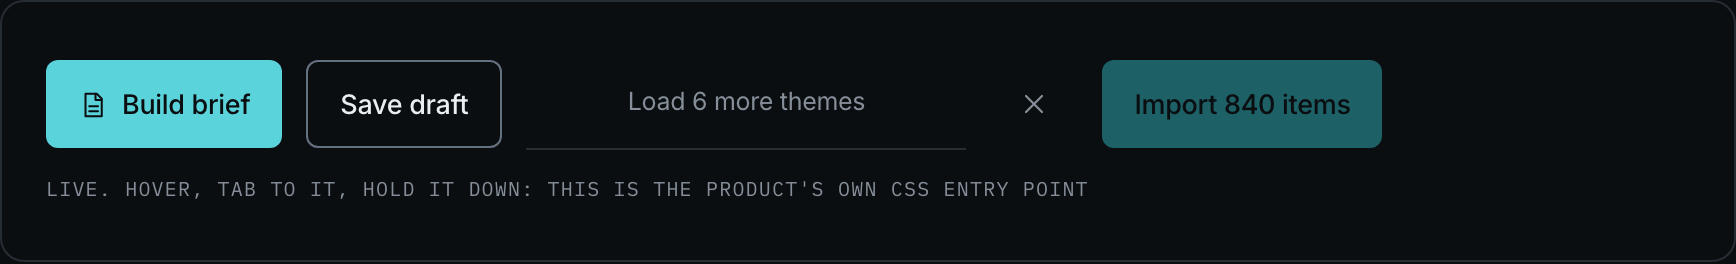 Build brief
Save draft
Load 6 more themes
Import 840 items
LIVE. HOVER, TAB TO IT, HOLD IT DOWN: THIS IS THE PRODUCT'S OWN CSS ENTRY POINT